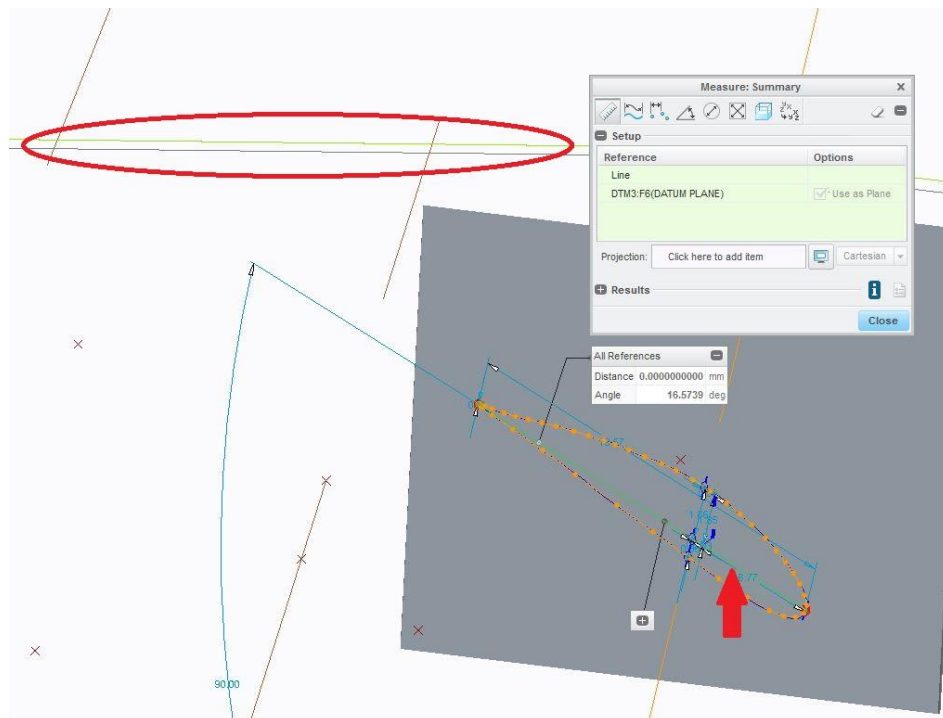 Measure: Summary X
Setup
Reference Options
Line
DTM3:F6(DATUM PLANE) Use as Plane
Projection: Click here to add item Cartesian
Results
Close
All References
Distance 0.0000000000 mm
Angle 16.5739 deg
90.00